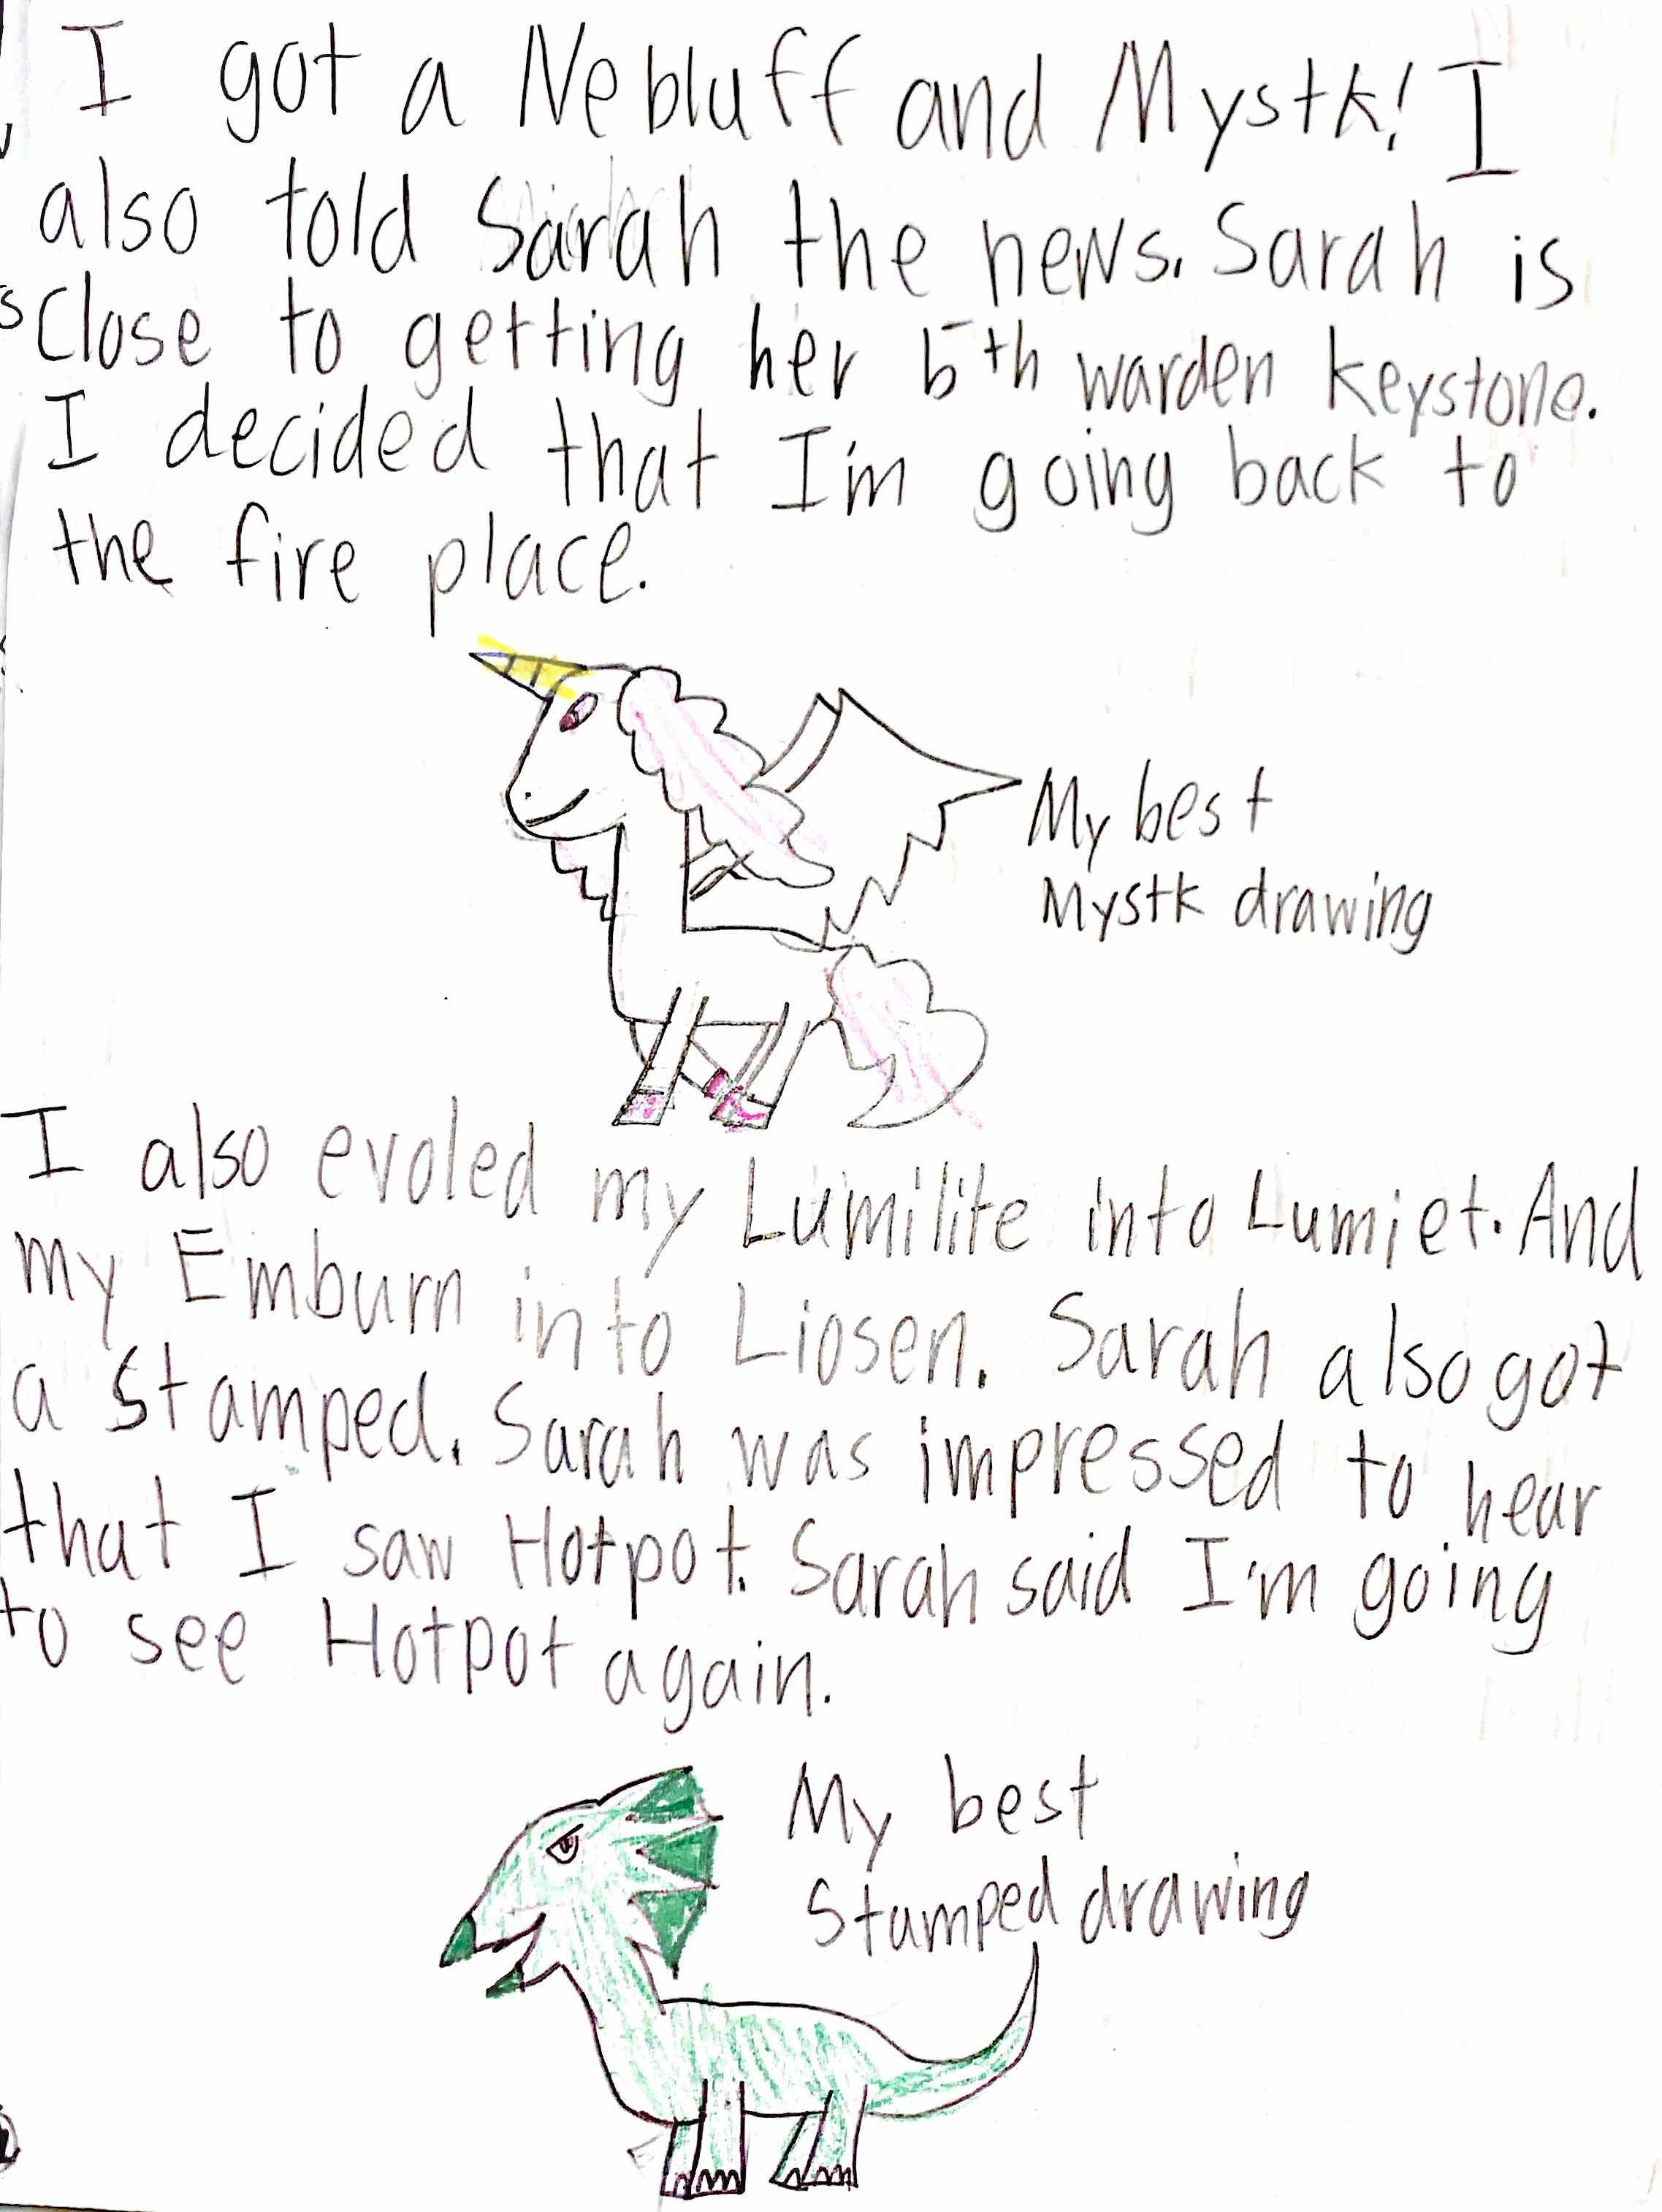 I got a Nebluff and Mystk! I
also told Sarah the news. Sarah is
close to getting her 5th warden keystone.
I decided that I'm going back to
the fire place.
My best
Mystk drawing
I also evoled my Lumilite into Lumiet. And
my Emburn into Liosen. Sarah also got
a Stamped. Sarah was impressed to hear
that I saw Hotpot. Sarah said I'm going
to see Hotpot again.
My best
Stamped drawing